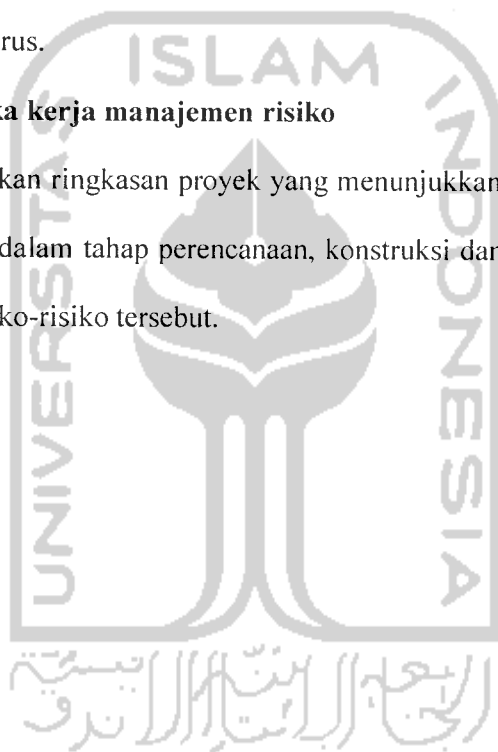 rus.
ISLAM
ka kerja manajemen risiko
kan ringkasan proyek yang menunjukkan
dalam tahap perencanaan, konstruksi dan
ko-risiko tersebut.
UNIVERSITAS
INDONESIA